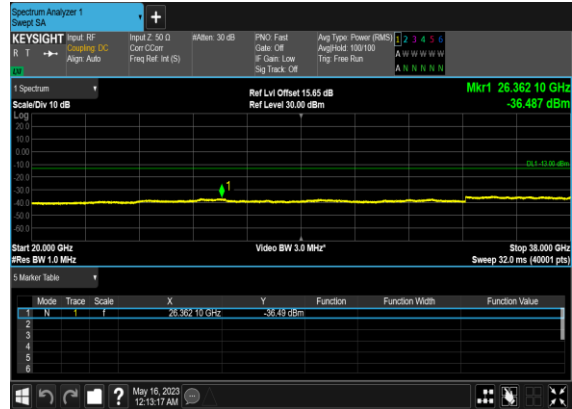 Spectrum Analyzer 1
Swept SA
+
KEYSIGHT Input: RF Input Z: 50 Ω #Atten: 30 dB PNO: Fast Avg Type: Power (RMS) 1 2 3 4 5 6
R T Coupling: DC Corr CCorr Gate: Off Avg|Hold: 100/100 A W W W W W
Align: Auto Freq Ref: Int (S) IF Gain: Low Trig: Free Run
Sig Track: Off A N N N N N
1 Spectrum Ref Lvl Offset 15.65 dB Mkr1 26.362 10 GHz
Scale/Div 10 dB Ref Level 30.00 dBm -36.487 dBm
Log
20.0
10.0
0.00
-10.0
DL1 -13.00 dBm
-20.0
-30.0
1
-40.0
-50.0
-60.0
Start 20.000 GHz Video BW 3.0 MHz* Stop 38.000 GHz
#Res BW 1.0 MHz Sweep 32.0 ms (40001 pts)
5 Marker Table
Mode Trace Scale X Y Function Function Width Function Value
1 N 1 f 26.362 10 GHz -36.49 dBm
2
3
4
5
6
? May 16, 2023
12:13:17 AM